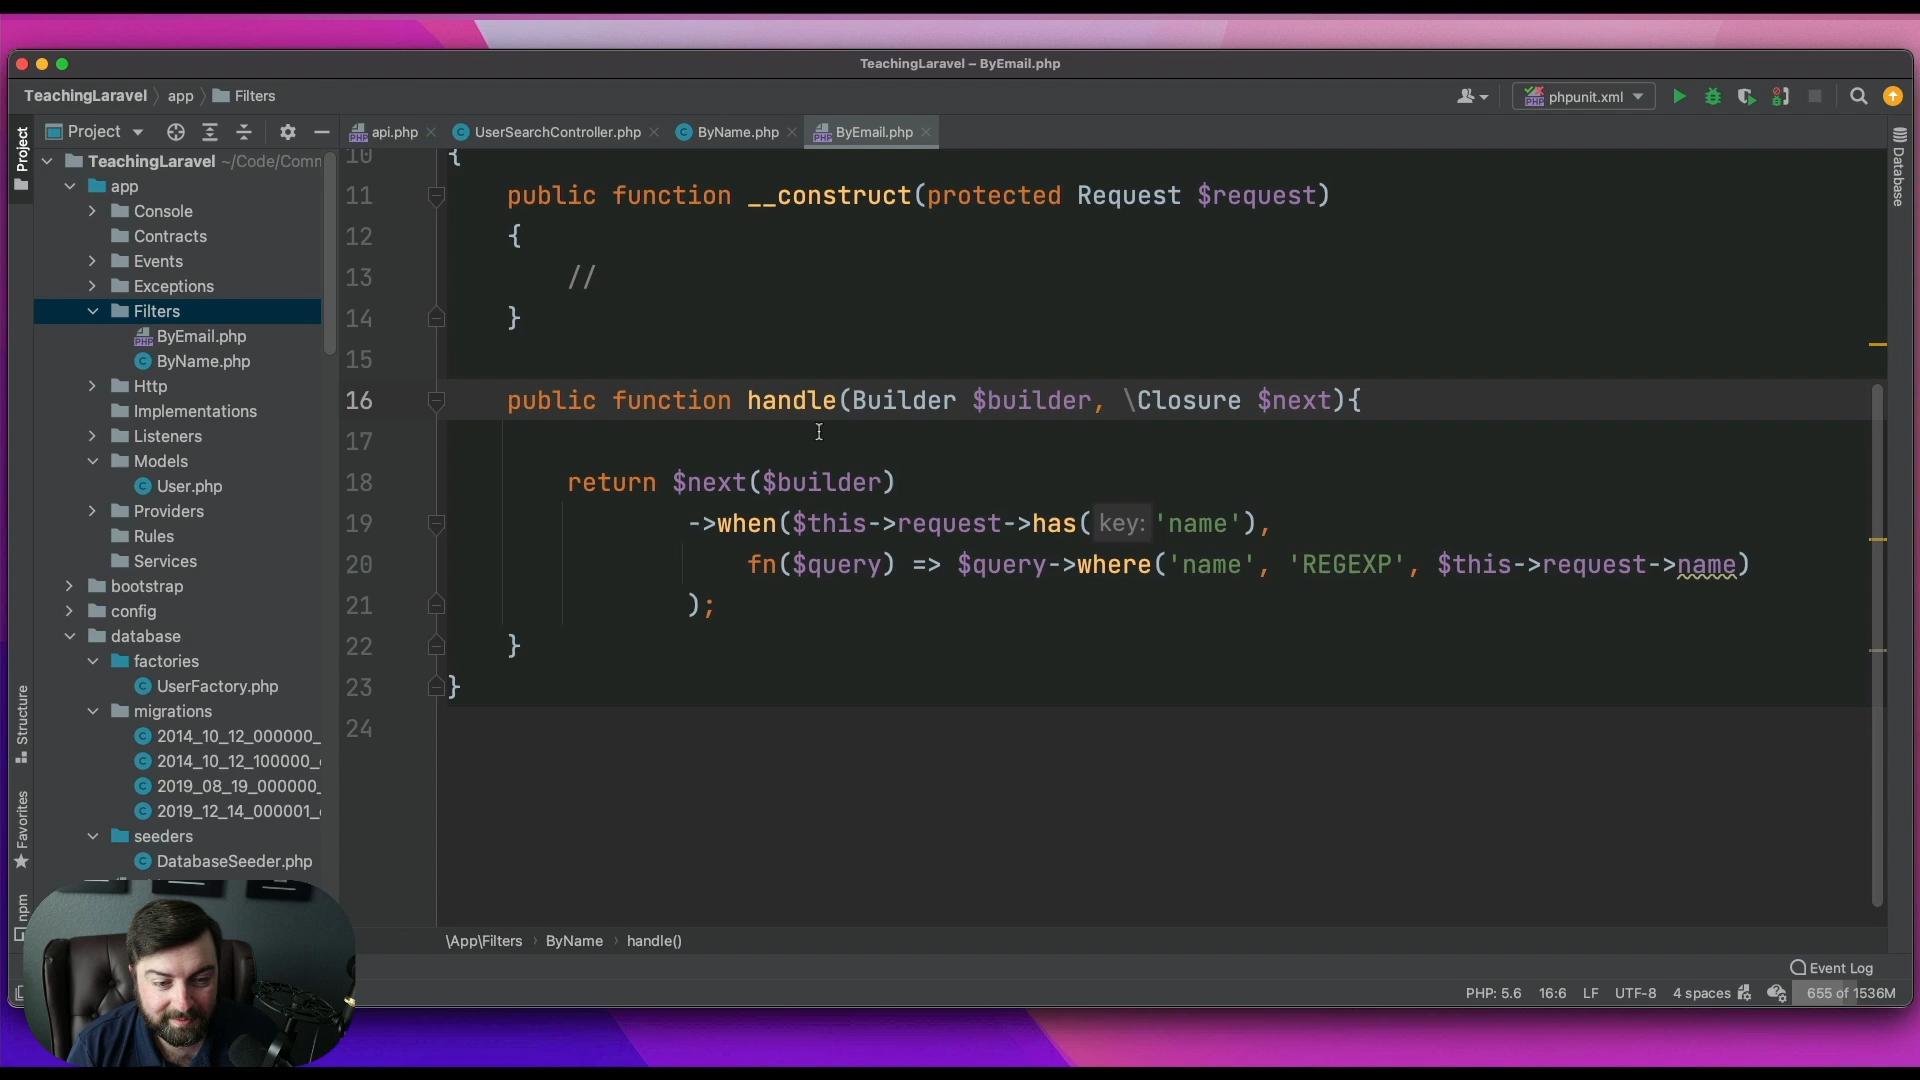 TeachingLaravel – ByEmail.php
TeachingLaravel app Filters
phpunit.xml
Project
api.php UserSearchController.php ByName.php ByEmail.php
Project
Structure
Favorites
npm
Database
TeachingLaravel ~/Code/Comm
app
Console
Contracts
Events
Exceptions
Filters
ByEmail.php
ByName.php
Http
Implementations
Listeners
Models
User.php
Providers
Rules
Services
bootstrap
config
database
factories
UserFactory.php
migrations
2014_10_12_000000_
2014_10_12_100000_
2019_08_19_000000_
2019_12_14_000001_
seeders
DatabaseSeeder.php
10 {
11 public function __construct(protected Request $request)
12 {
13 //
14 }
15
16 public function handle(Builder $builder, \Closure $next){
17
18 return $next($builder)
19 ->when($this->request->has( key: 'name'),
20 fn($query) => $query->where('name', 'REGEXP', $this->request->name)
21 );
22 }
23 }
24
\App\Filters ByName handle()
Event Log
PHP: 5.6 16:6 LF UTF-8 4 spaces 655 of 1536M